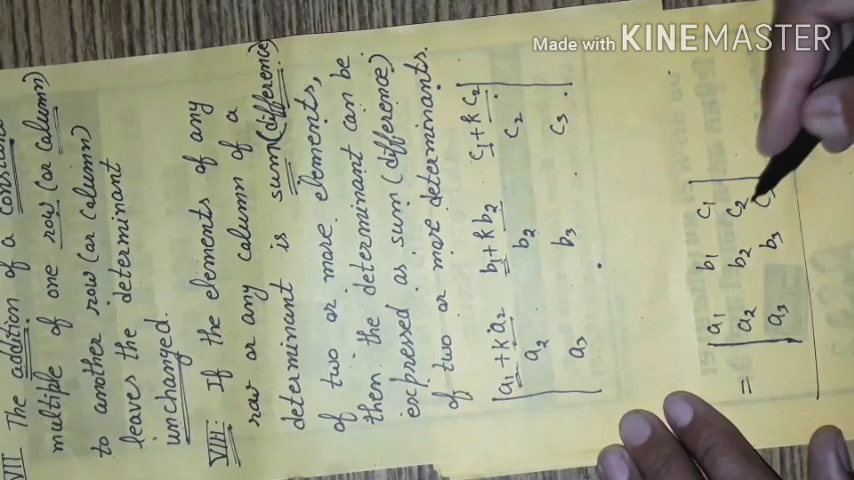 Made with KINEMASTER
VII The addition of a constant
multiple of one row (or column)
to another row (or column)
leaves the determinant
unchanged.
VIII: If the elements of any
row or any column of a
determinant is sum (difference)
of two or more elements,
then the determinant can be
expressed as sum (difference)
of two or more determinants.
| a₁ + ka₂ b₁ + kb₂ c₁ + kc₂ |
a₂ b₂ c₂
a₃ b₃ c₃
= | a₁ b₁ c₁ |
a₂ b₂ c₂
a₃ b₃